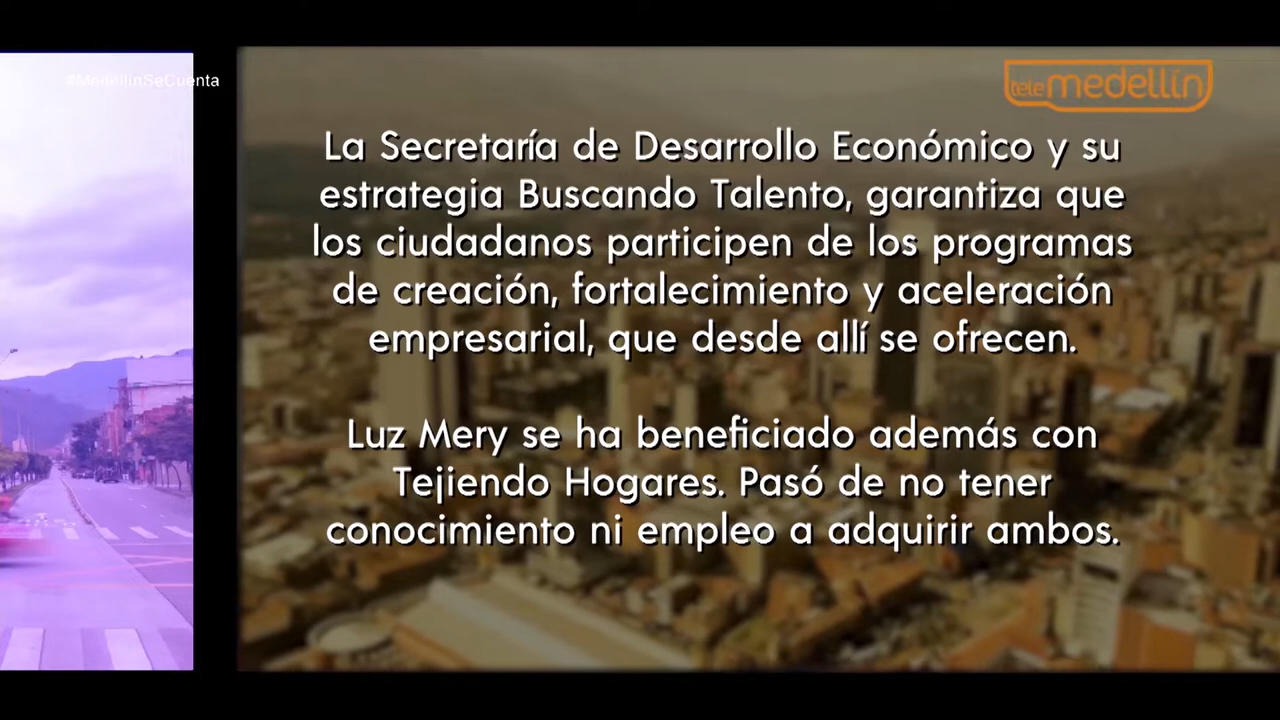 #MedellínSeCuenta
tele medellín
La Secretaría de Desarrollo Económico y su
estrategia Buscando Talento, garantiza que
los ciudadanos participen de los programas
de creación, fortalecimiento y aceleración
empresarial, que desde allí se ofrecen.
Luz Mery se ha beneficiado además con
Tejiendo Hogares. Pasó de no tener
conocimiento ni empleo a adquirir ambos.